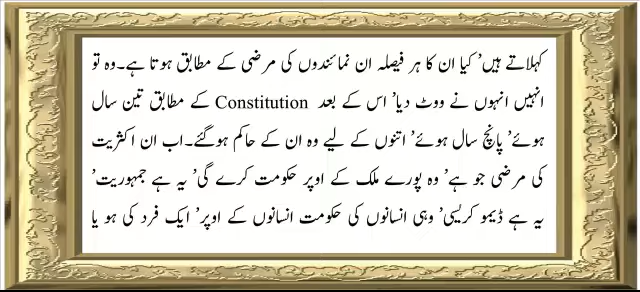 کہلاتے ہیں‘ کیا ان کا ہر فیصلہ ان نمائندوں کی مرضی کے مطابق ہوتا ہے۔وہ تو
انہیں انہوں نے ووٹ دیا‘ اس کے بعد Constitution کے مطابق تین سال
ہوئے‘ پانچ سال ہوئے‘ اتنوں کے لیے وہ ان کے حاکم ہوگئے۔اب ان اکثریت
کی مرضی جو ہے‘ وہ پورے ملک کے اوپر حکومت کرے گی‘ یہ ہے جمہوریت‘
یہ ہے ڈیمو کریسی‘ وہی انسانوں کی حکومت انسانوں کے اوپر‘ ایک فرد کی ہو یا